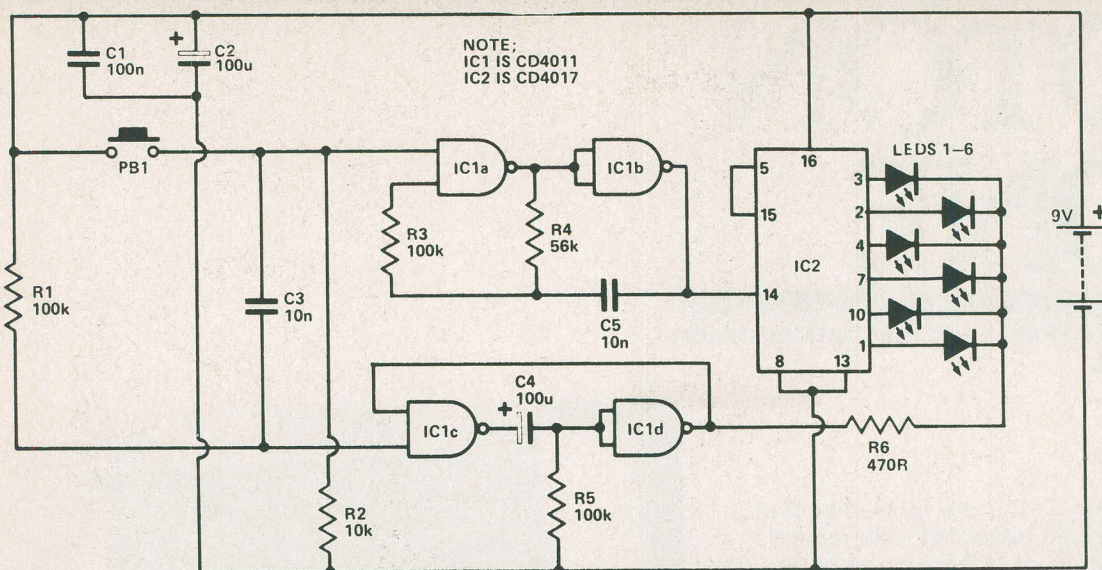 +
C1
100n
+
C2
100u
NOTE;
IC1 IS CD4011
IC2 IS CD4017
PB1
IC1a
IC1b
R3
100k
R4
56k
C5
10n
R1
100k
C3
10n
5
15
14
16
IC2
8
13
3
2
4
7
10
1
LEDS 1–6
9V
+
IC1c
+
C4
100u
IC1d
R6
470R
R2
10k
R5
100k